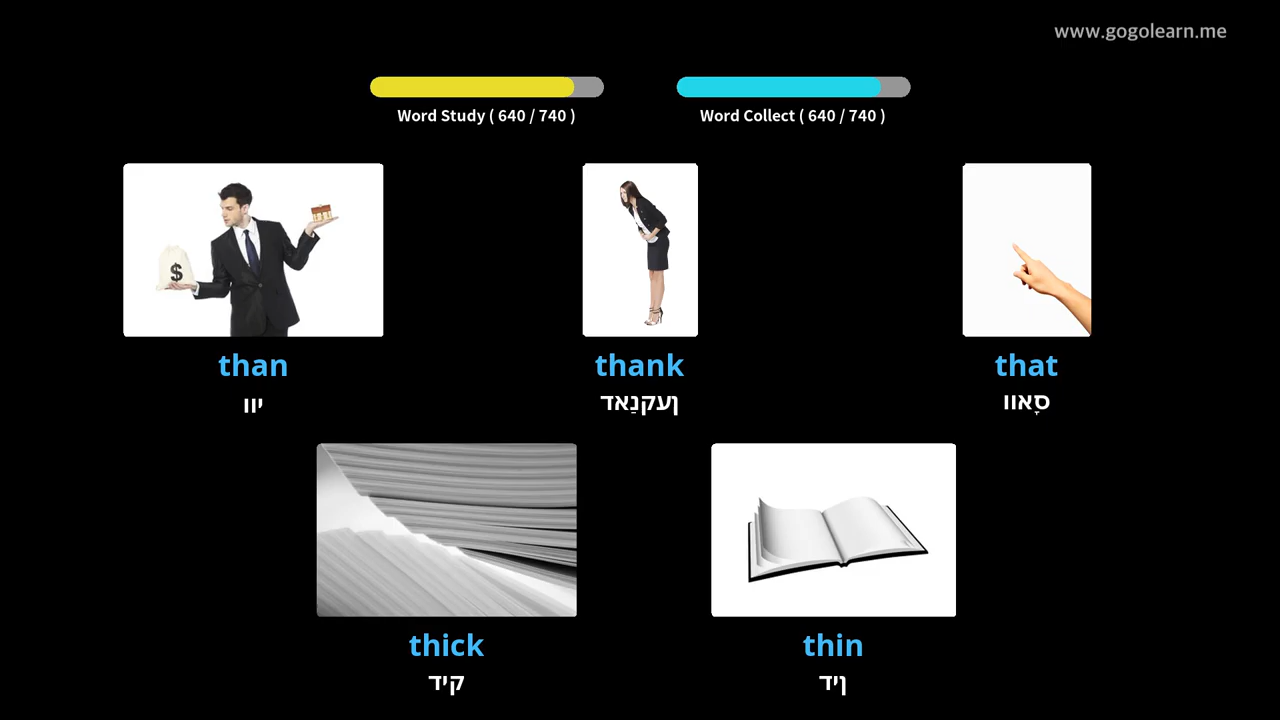 www.gogolearn.me
Word Study ( 640 / 740 )
Word Collect ( 640 / 740 )
than
יוו
thank
ןעקנַאד
that
סָאוו
thick
קיד
thin
ןיד